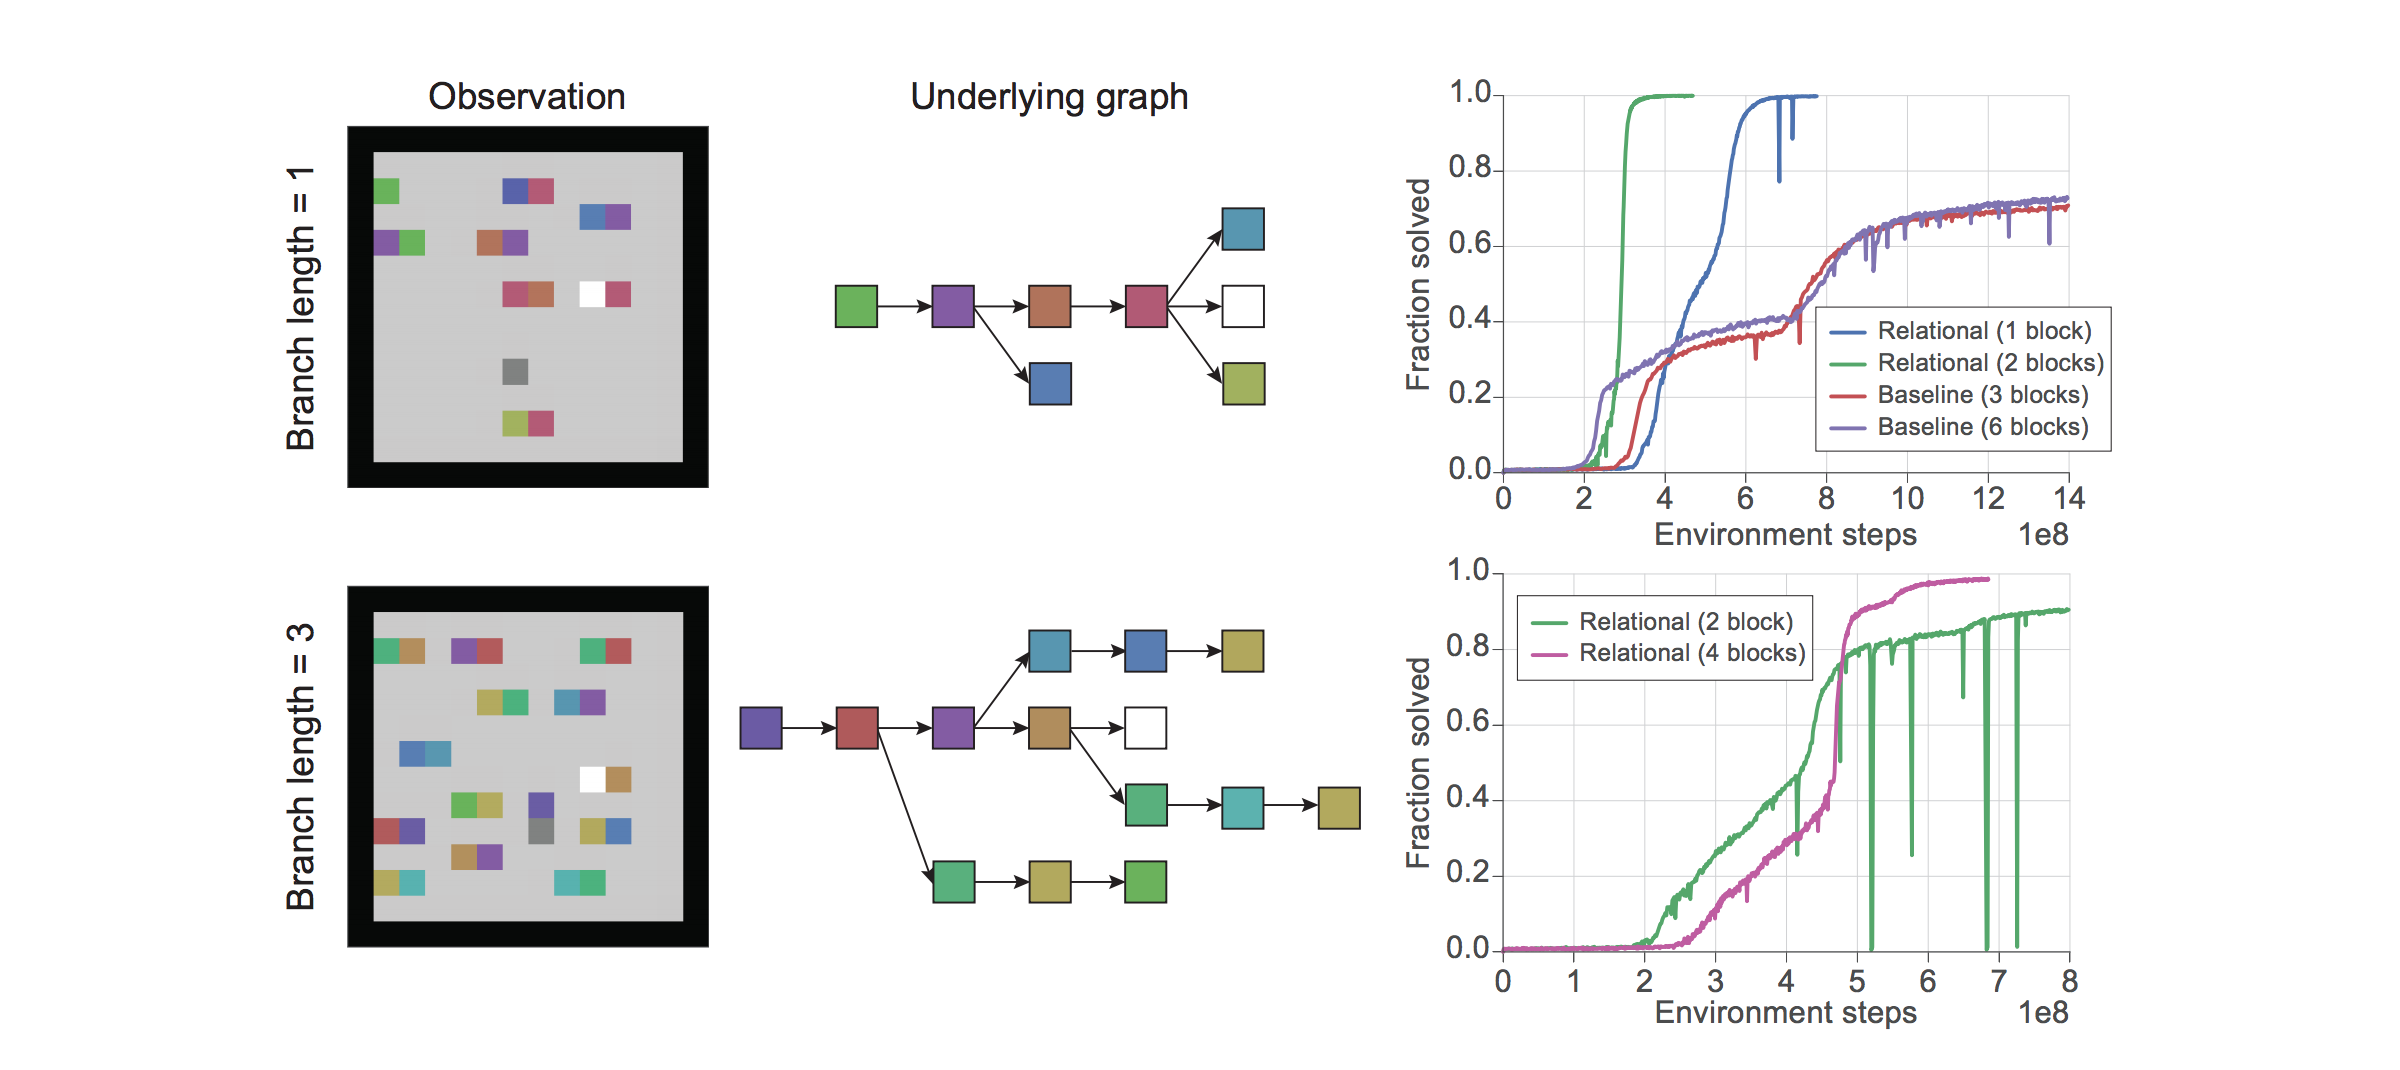 Observation
Underlying graph
Branch length = 1
1.0
0.8
0.6
0.4
0.2
0.0
Fraction solved
Relational (1 block)
Relational (2 blocks)
Baseline (3 blocks)
Baseline (6 blocks)
0 2 4 6 8 10 12 14
Environment steps 1e8
Branch length = 3
1.0
0.8
0.6
0.4
0.2
0.0
Fraction solved
Relational (2 block)
Relational (4 blocks)
0 1 2 3 4 5 6 7 8
Environment steps 1e8